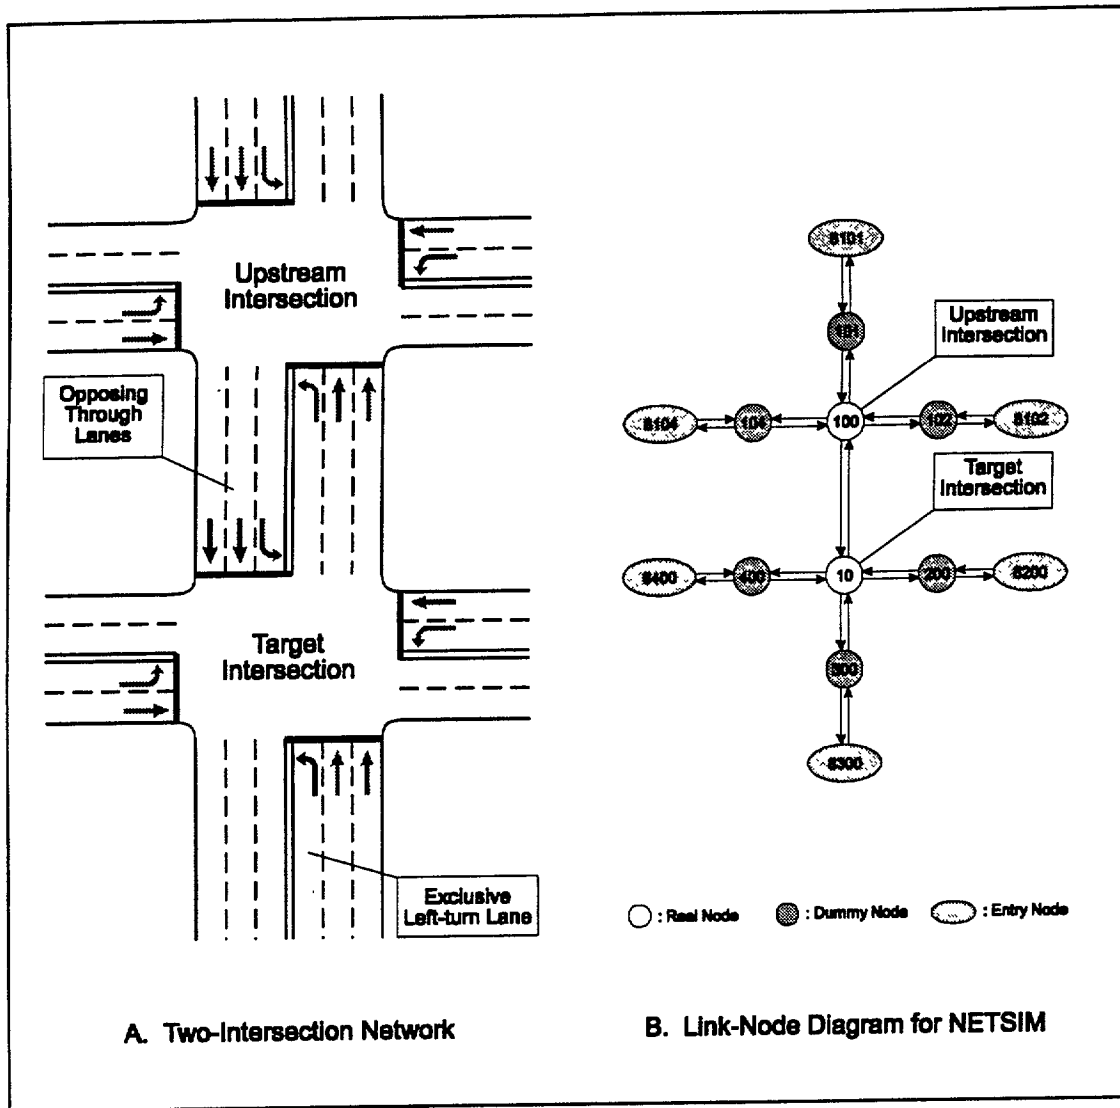 Upstream
Intersection
Opposing
Through
Lanes
Target
Intersection
Exclusive
Left-turn Lane
A. Two-Intersection Network
8101
101
Upstream
Intersection
8104
104
100
102
8102
Target
Intersection
8400
400
10
200
8200
300
8300
: Real Node
: Dummy Node
: Entry Node
B. Link-Node Diagram for NETSIM